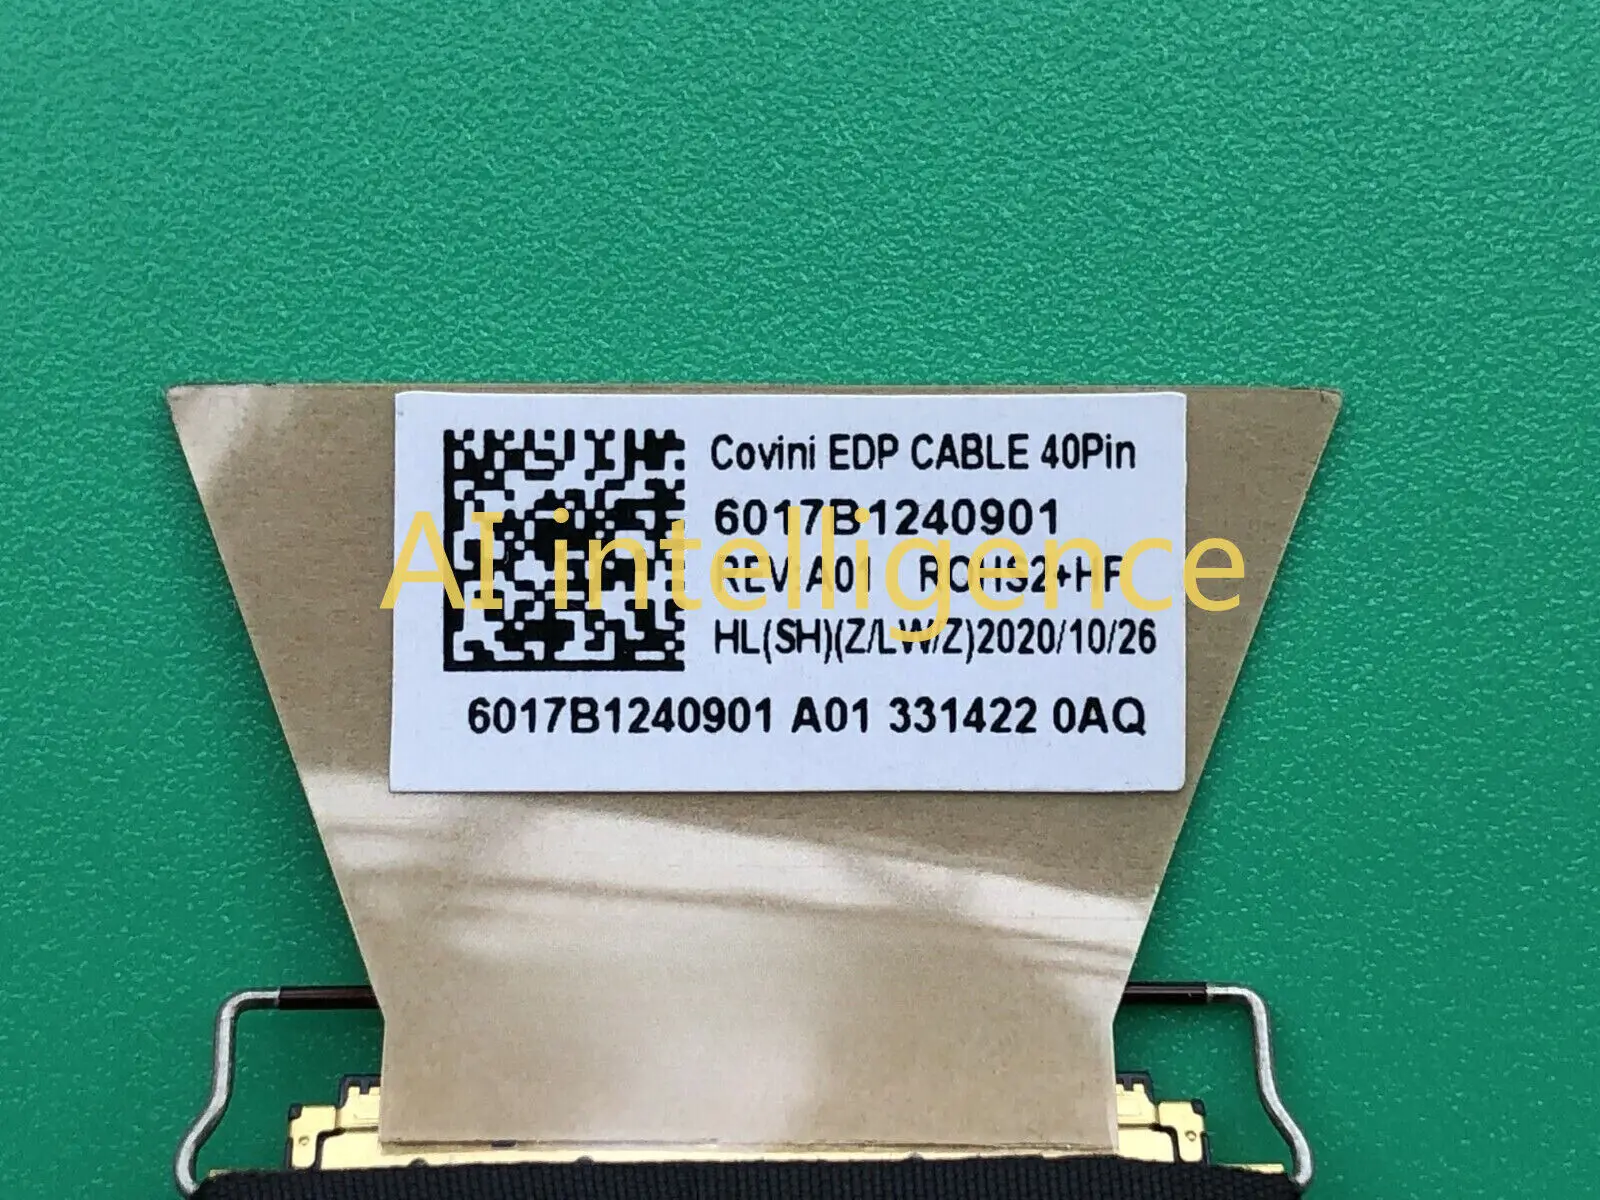 Covini EDP CABLE 40Pin
6017B1240901
AI intelligence
REV:A01 ROHS2+HF
HL(SH)(Z/LW/Z)2020/10/26
6017B1240901 A01 331422 0AQ